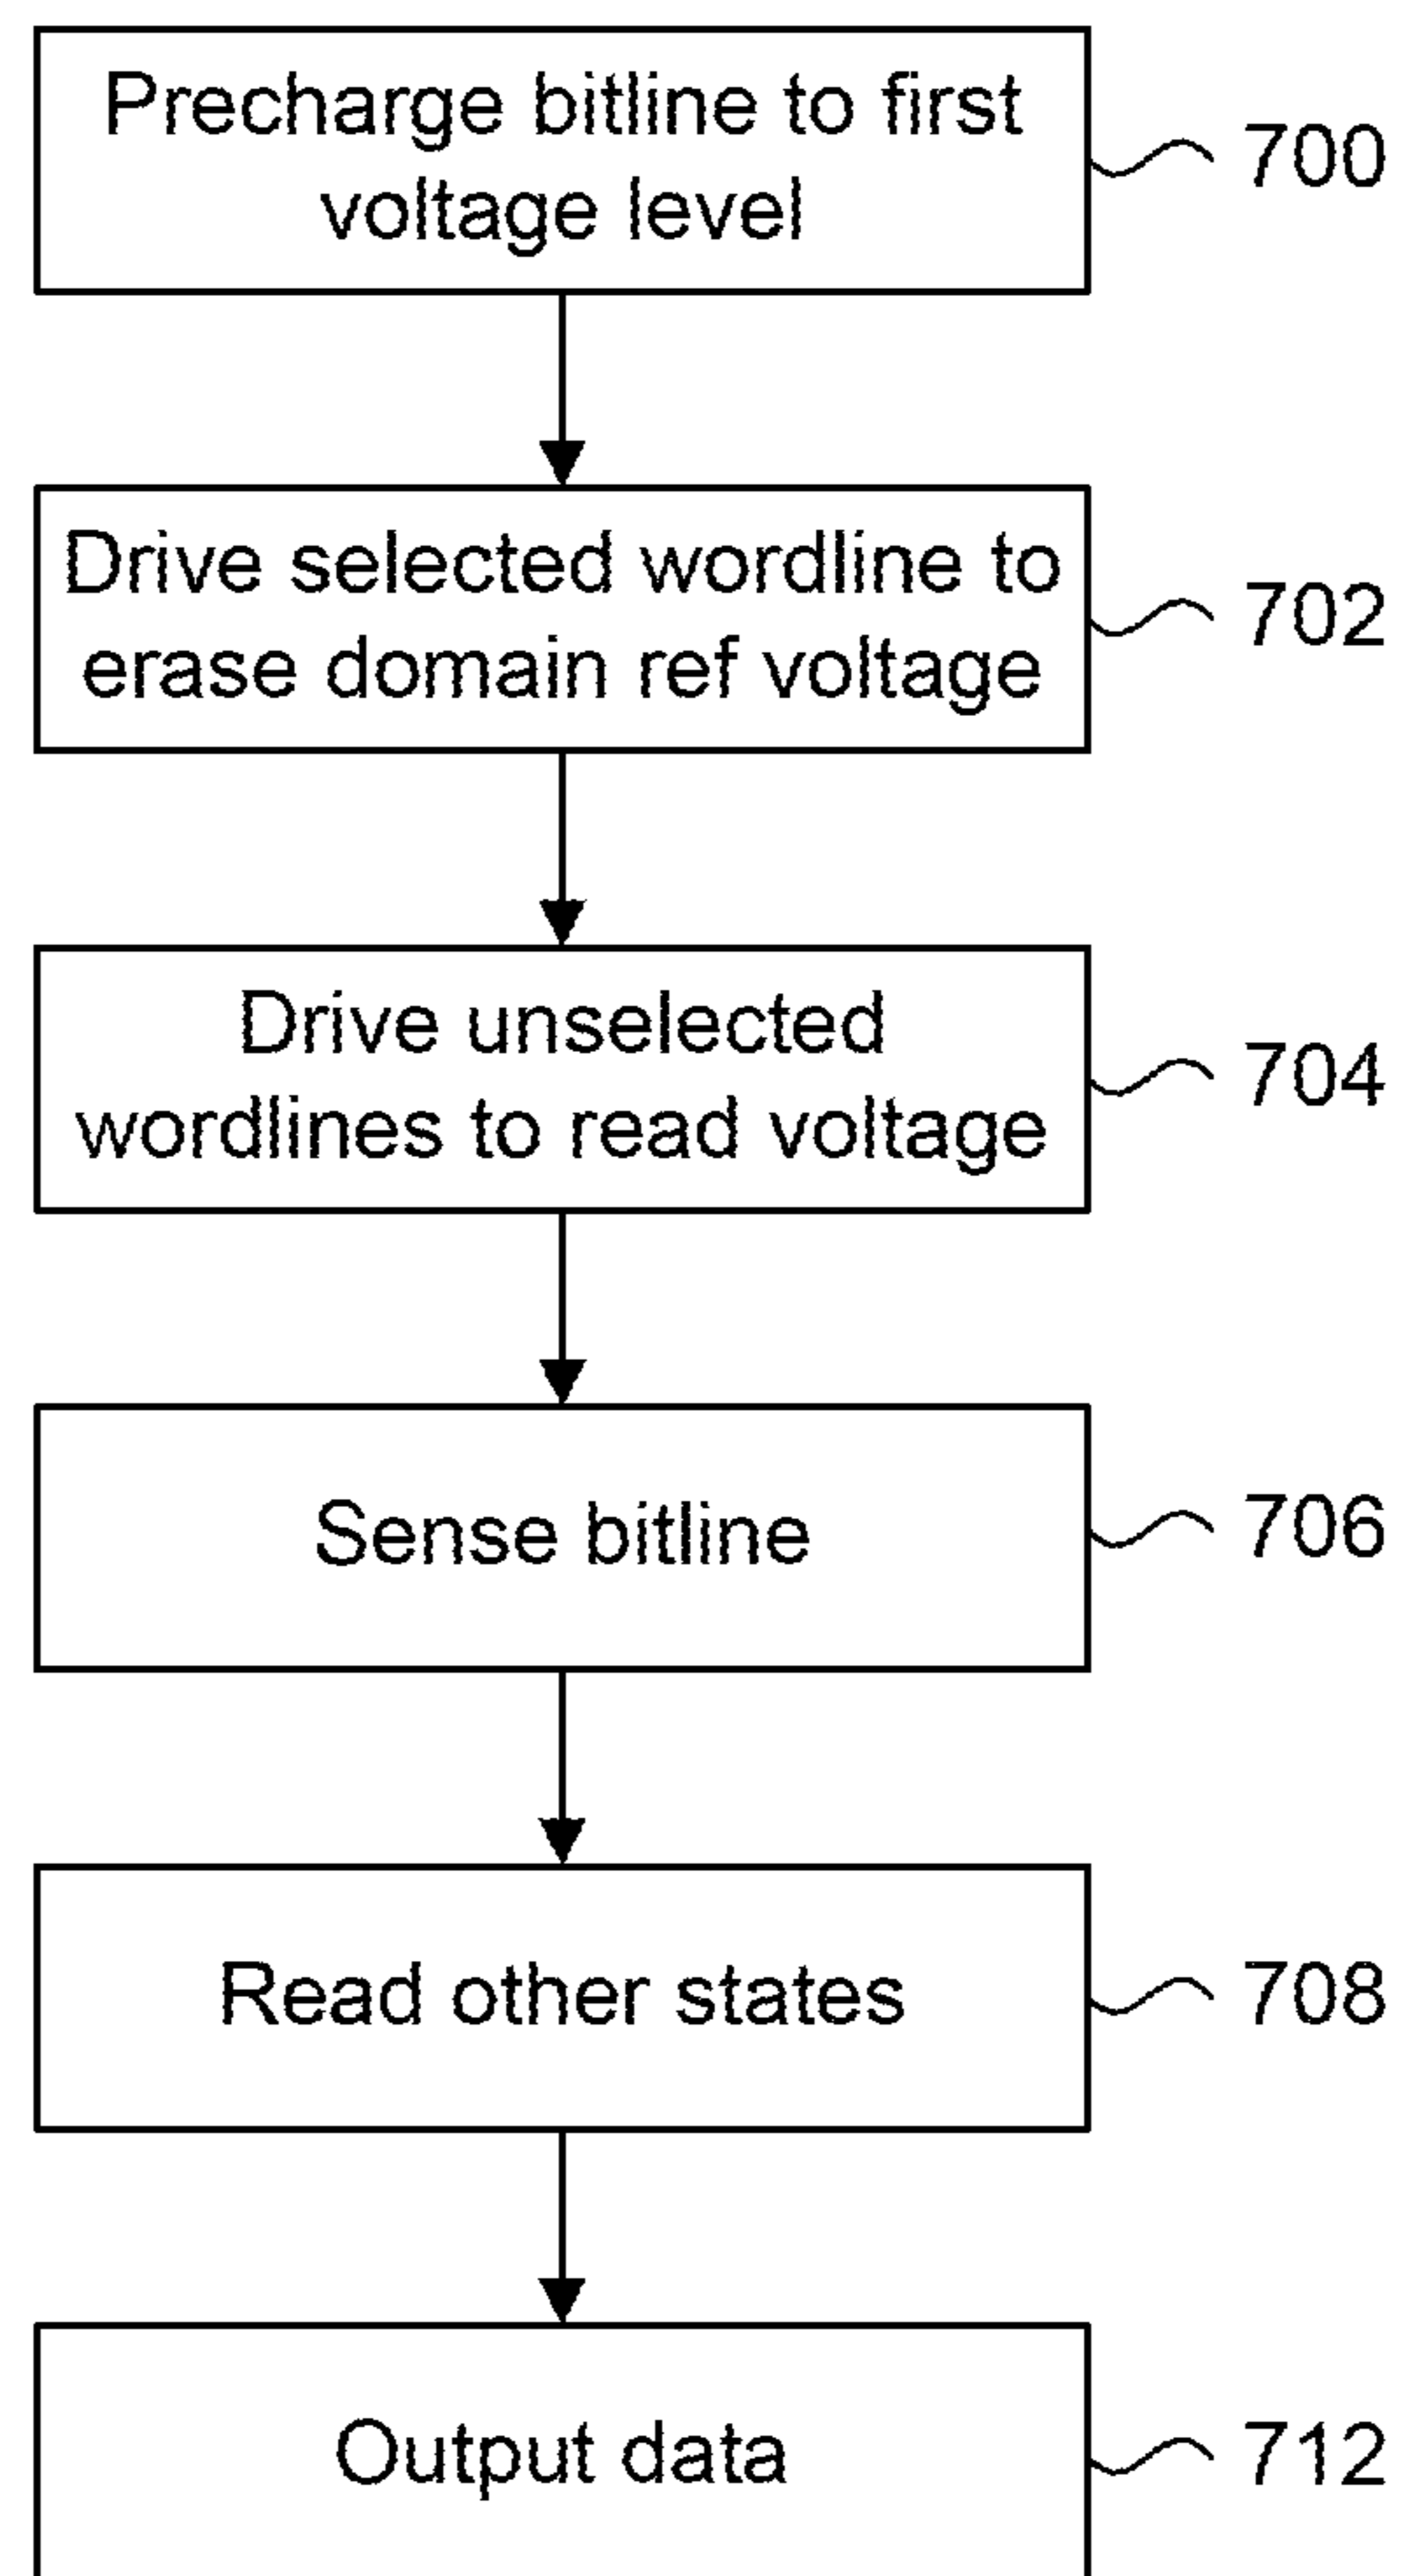 Precharge bitline to first
voltage level
700
Drive selected wordline to
erase domain ref voltage
702
Drive unselected
wordlines to read voltage
704
Sense bitline
706
Read other states
708
Output data
712